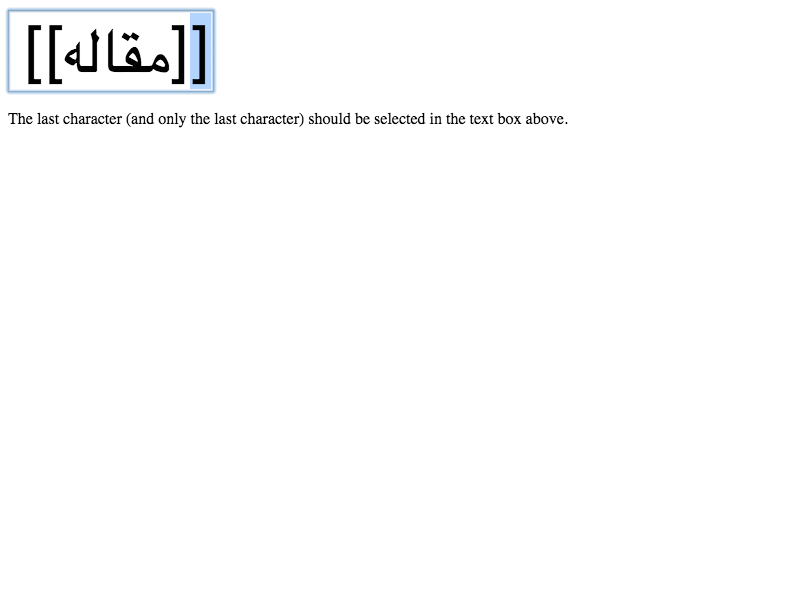 [[مقاله]]
The last character (and only the last character) should be selected in the text box above.